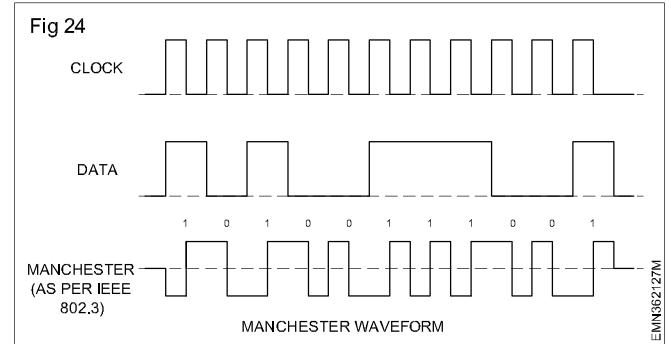 Fig 24
CLOCK
DATA
1 0 1 0 0 1 1 1 0 0 1
MANCHESTER
(AS PER IEEE
802.3)
MANCHESTER WAVEFORM
EMN362127M